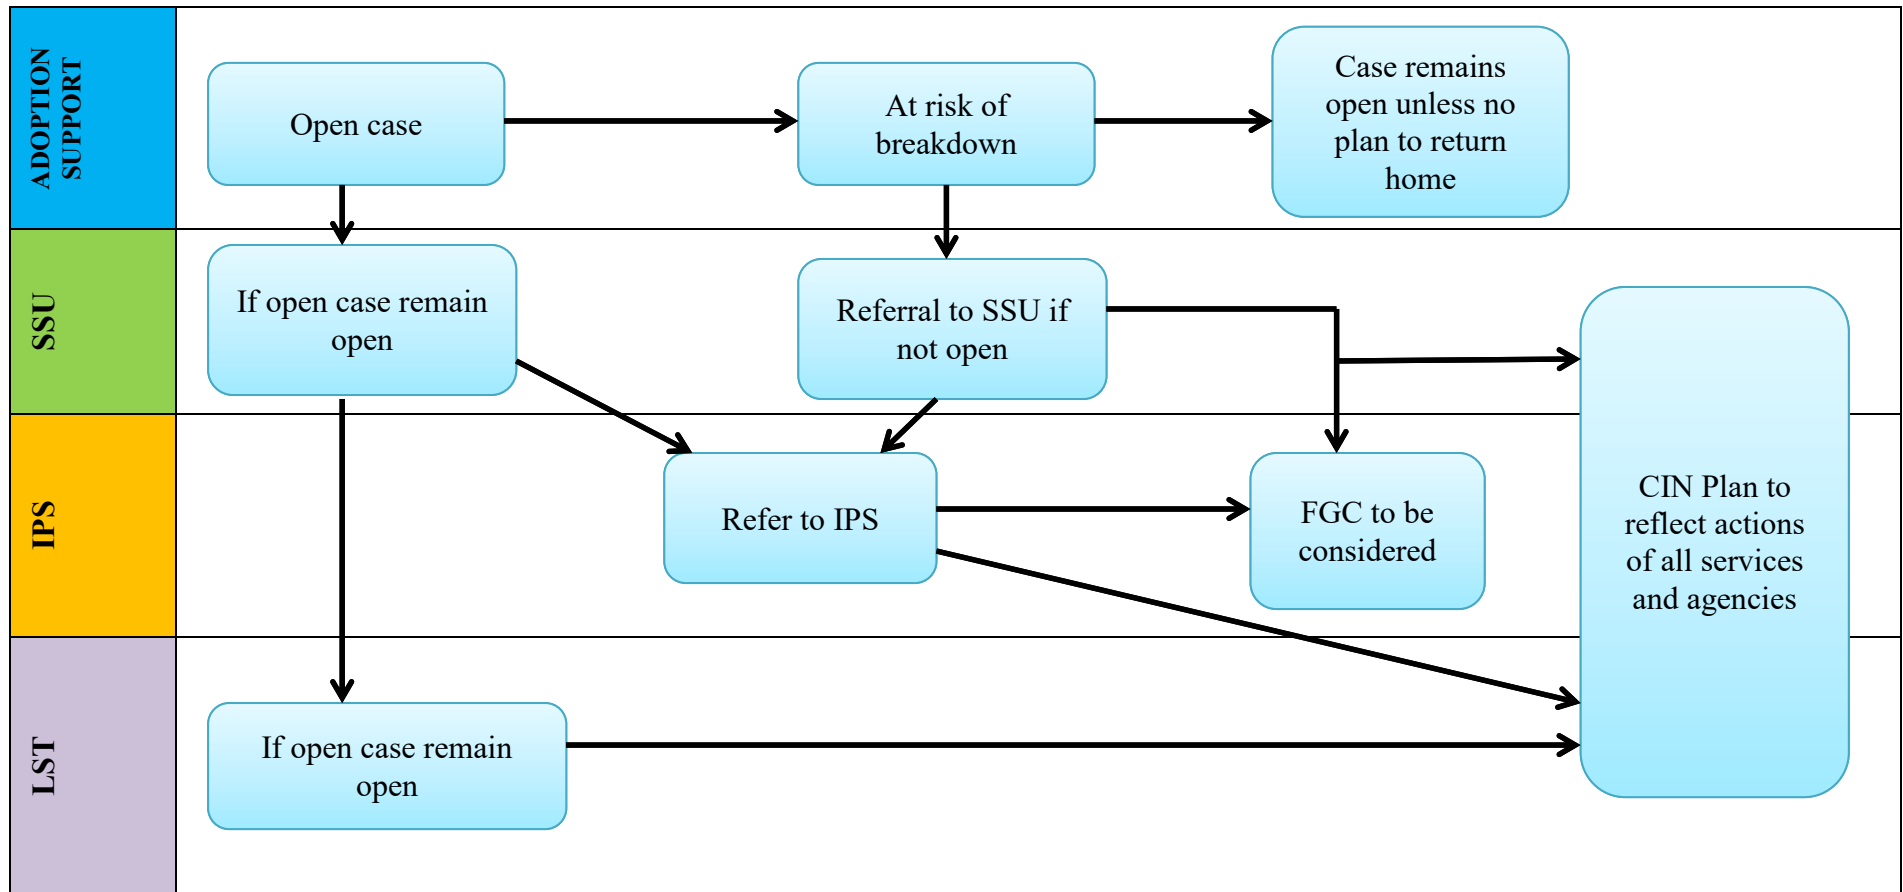 ADOPTION
SUPPORT
Open case
At risk of
breakdown
Case remains
open unless no
plan to return
home
SSU
If open case remain
open
Referral to SSU if
not open
IPS
Refer to IPS
FGC to be
considered
CIN Plan to
reflect actions
of all services
and agencies
LST
If open case remain
open